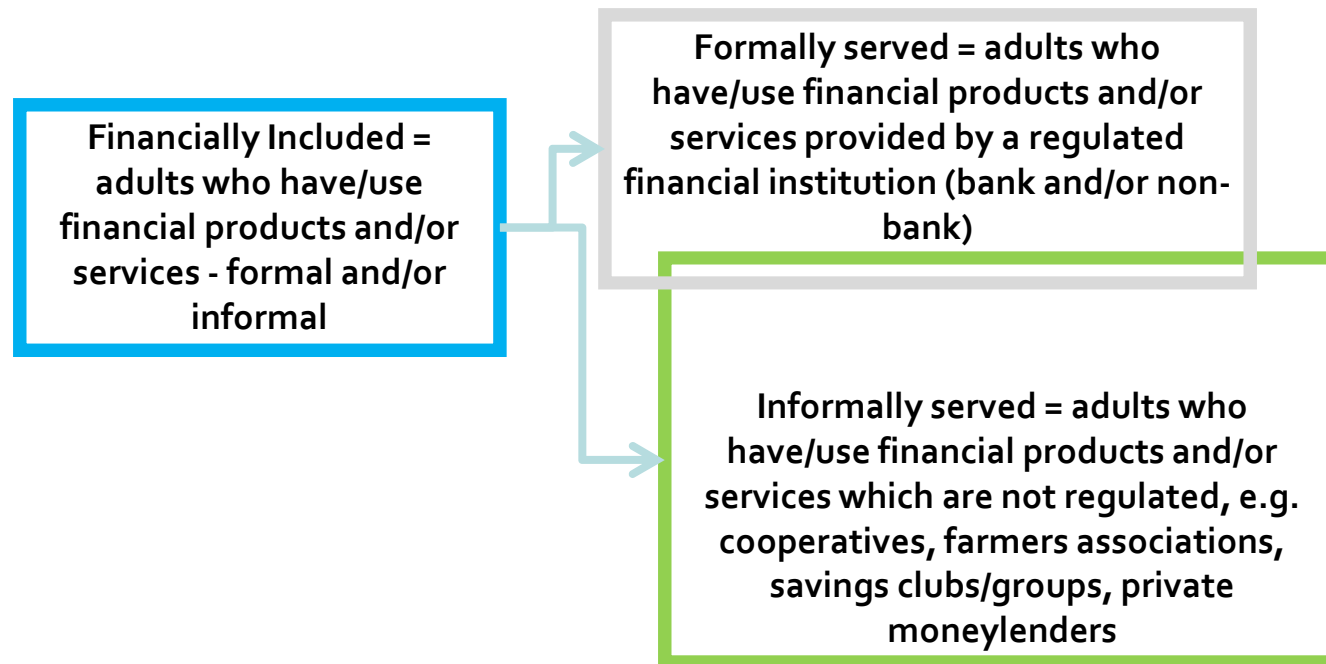 Financially Included =
adults who have/use
financial products and/or
services - formal and/or
informal
Formally served = adults who
have/use financial products and/or
services provided by a regulated
financial institution (bank and/or non-
bank)
Informally served = adults who
have/use financial products and/or
services which are not regulated, e.g.
cooperatives, farmers associations,
savings clubs/groups, private
moneylenders